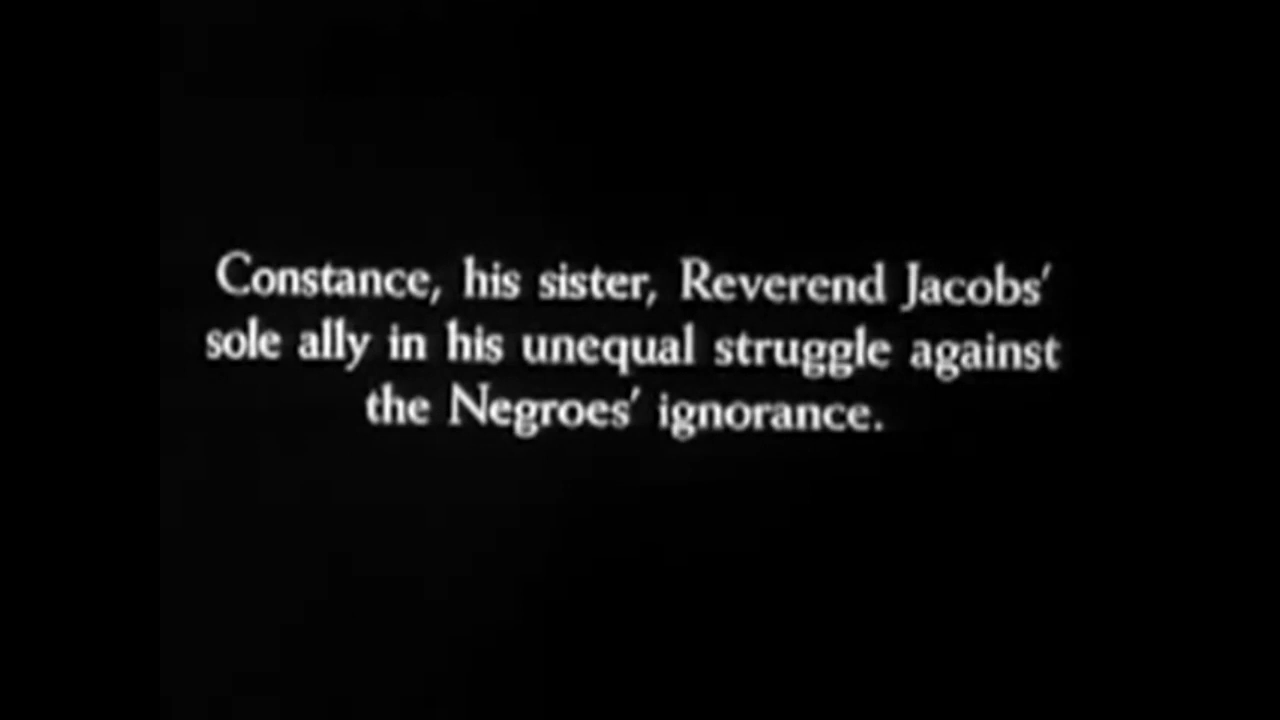 Constance, his sister, Reverend Jacobs'
sole ally in his unequal struggle against
the Negroes' ignorance.